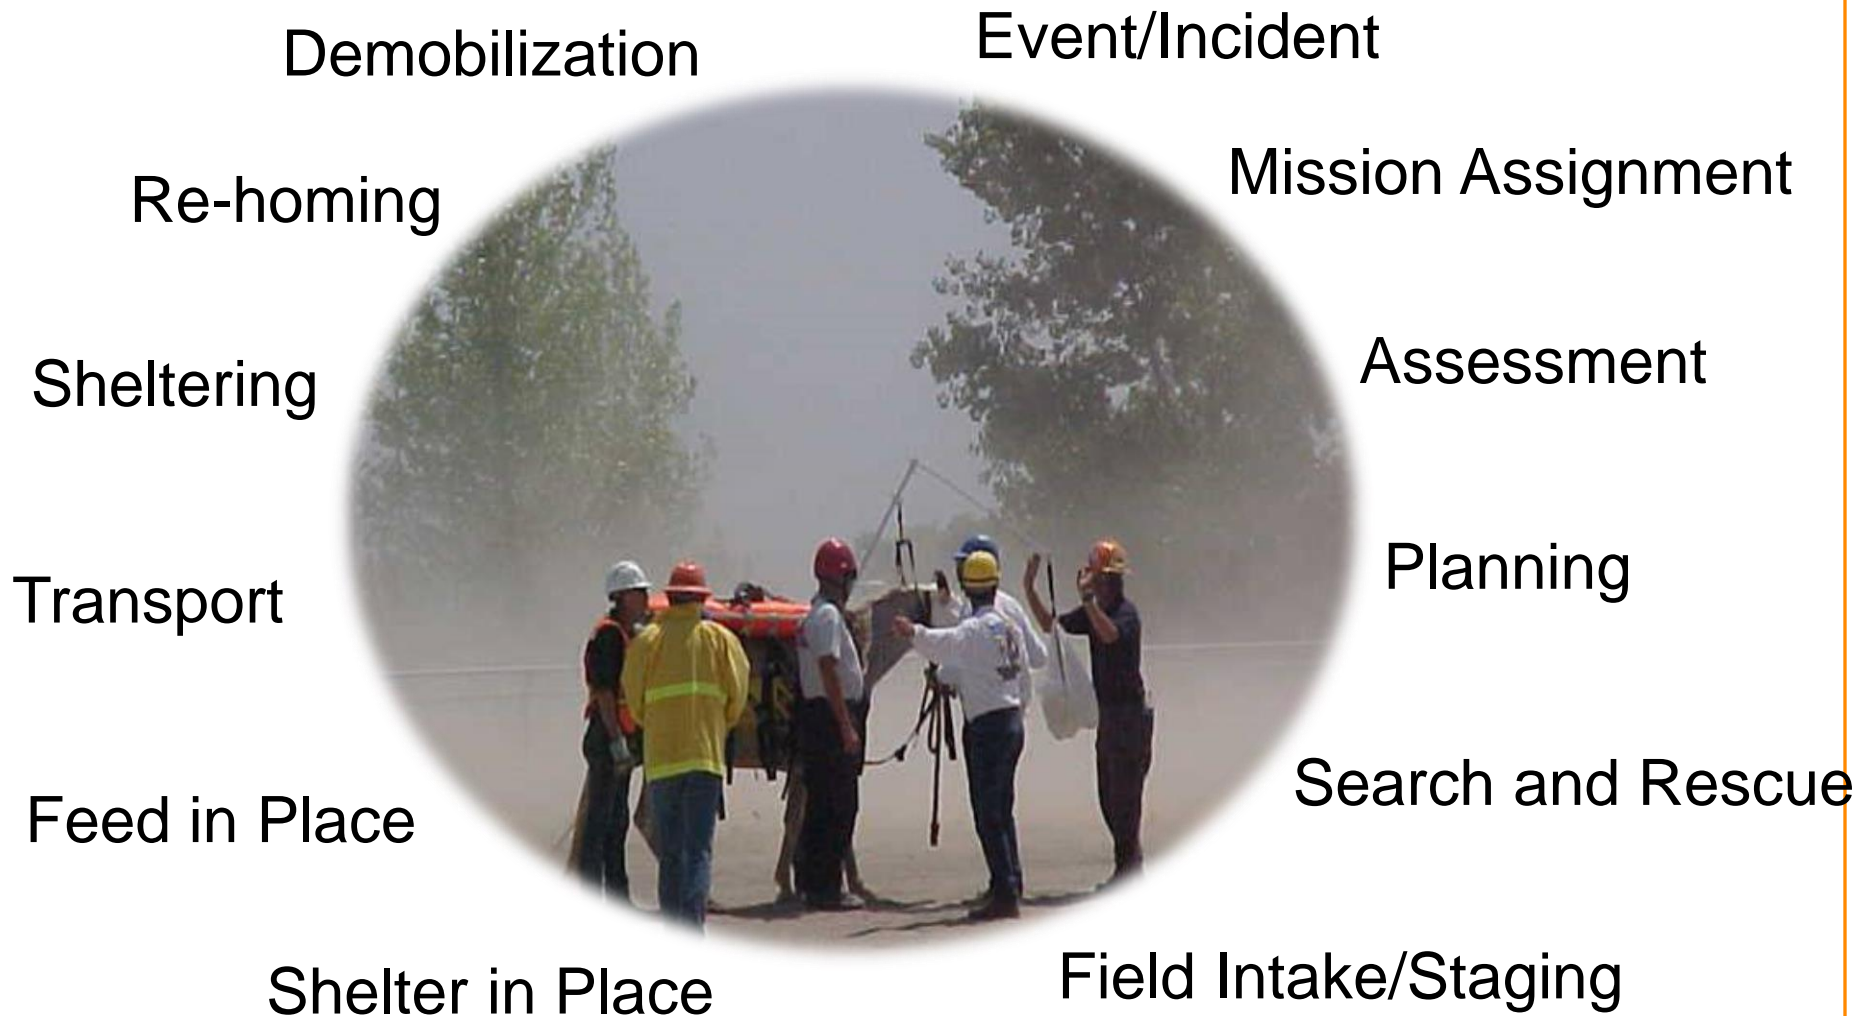 Event/Incident
Mission Assignment
Assessment
Planning
Search and Rescue
Field Intake/Staging
Shelter in Place
Feed in Place
Transport
Sheltering
Re-homing
Demobilization